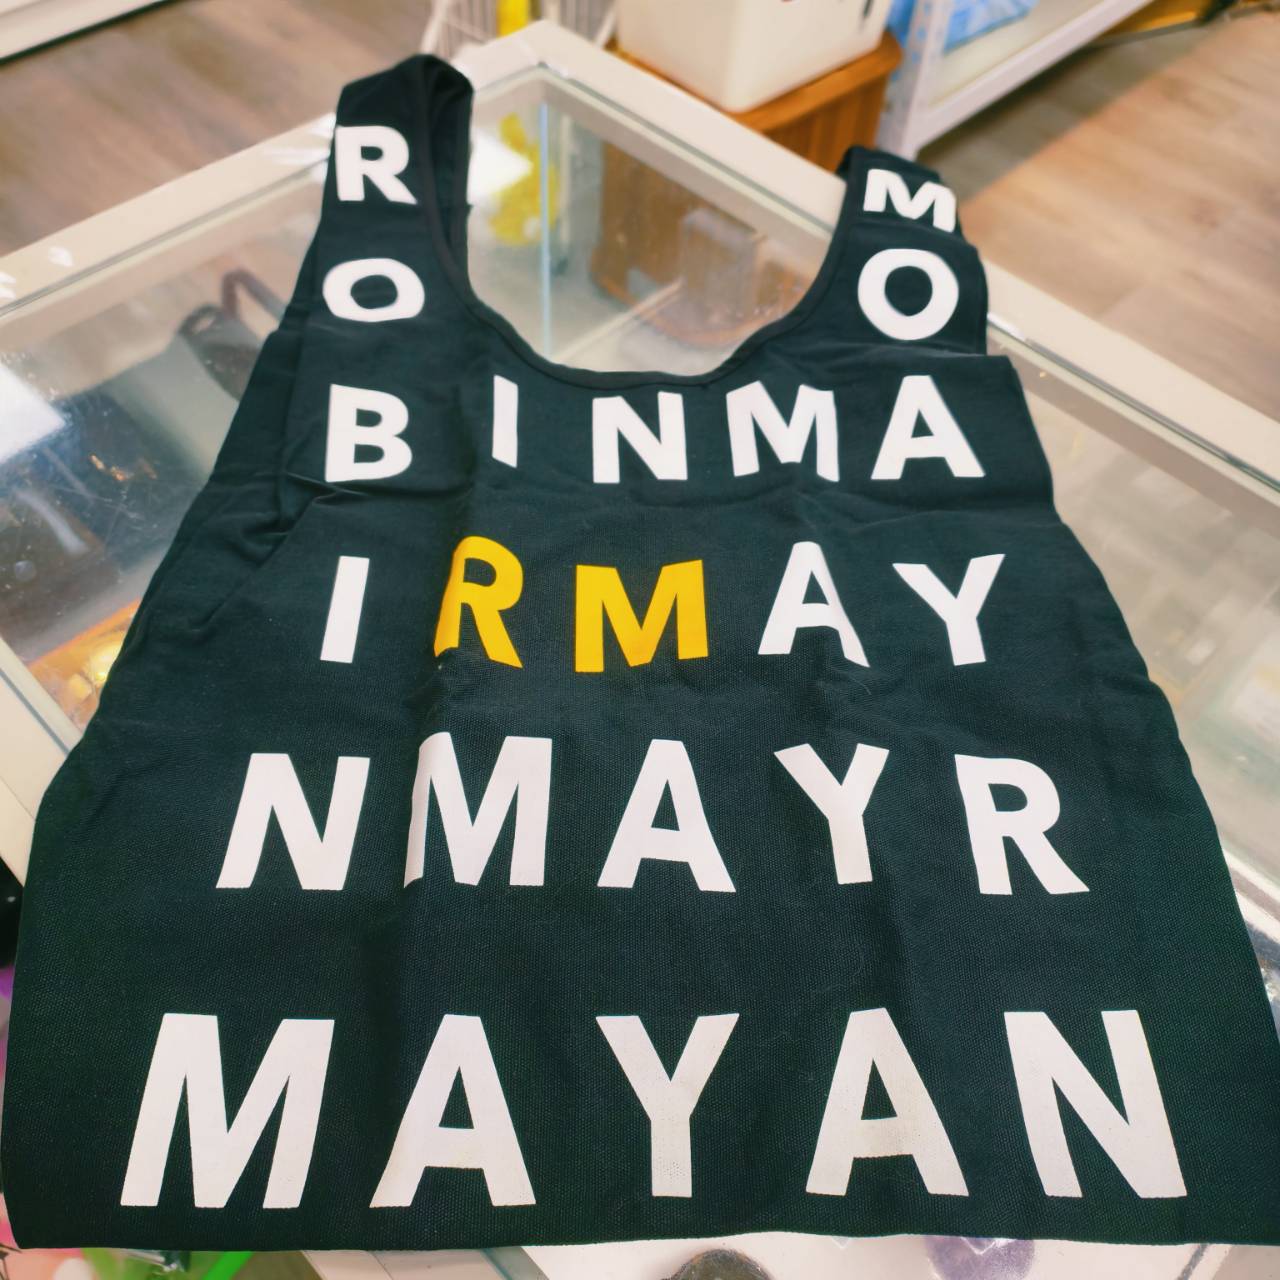 R M
O O
B I N M A
I R M A Y
N M A Y R
M A Y A N